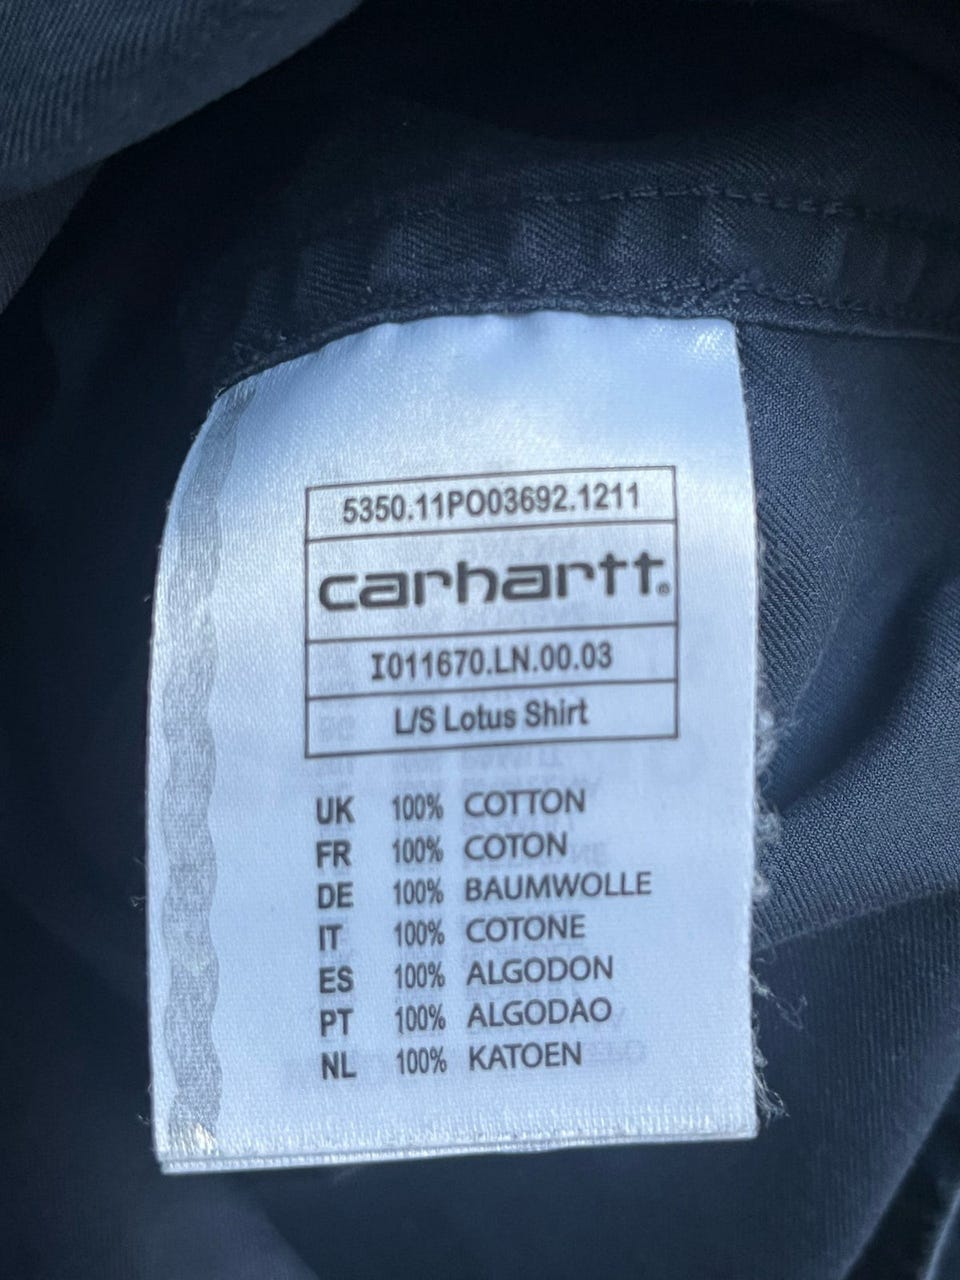 5350.11PO03692.1211
carhartt®
I011670.LN.00.03
L/S Lotus Shirt
UK 100% COTTON
FR 100% COTON
DE 100% BAUMWOLLE
IT 100% COTONE
ES 100% ALGODON
PT 100% ALGODAO
NL 100% KATOEN